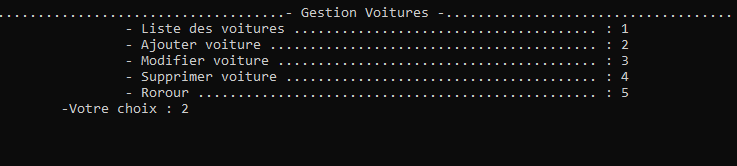 ....................................- Gestion Voitures -....................................
- Liste des voitures ...................................... : 1
- Ajouter voiture ......................................... : 2
- Modifier voiture ........................................ : 3
- Supprimer voiture ....................................... : 4
- Rorour .................................................. : 5
-Votre choix : 2